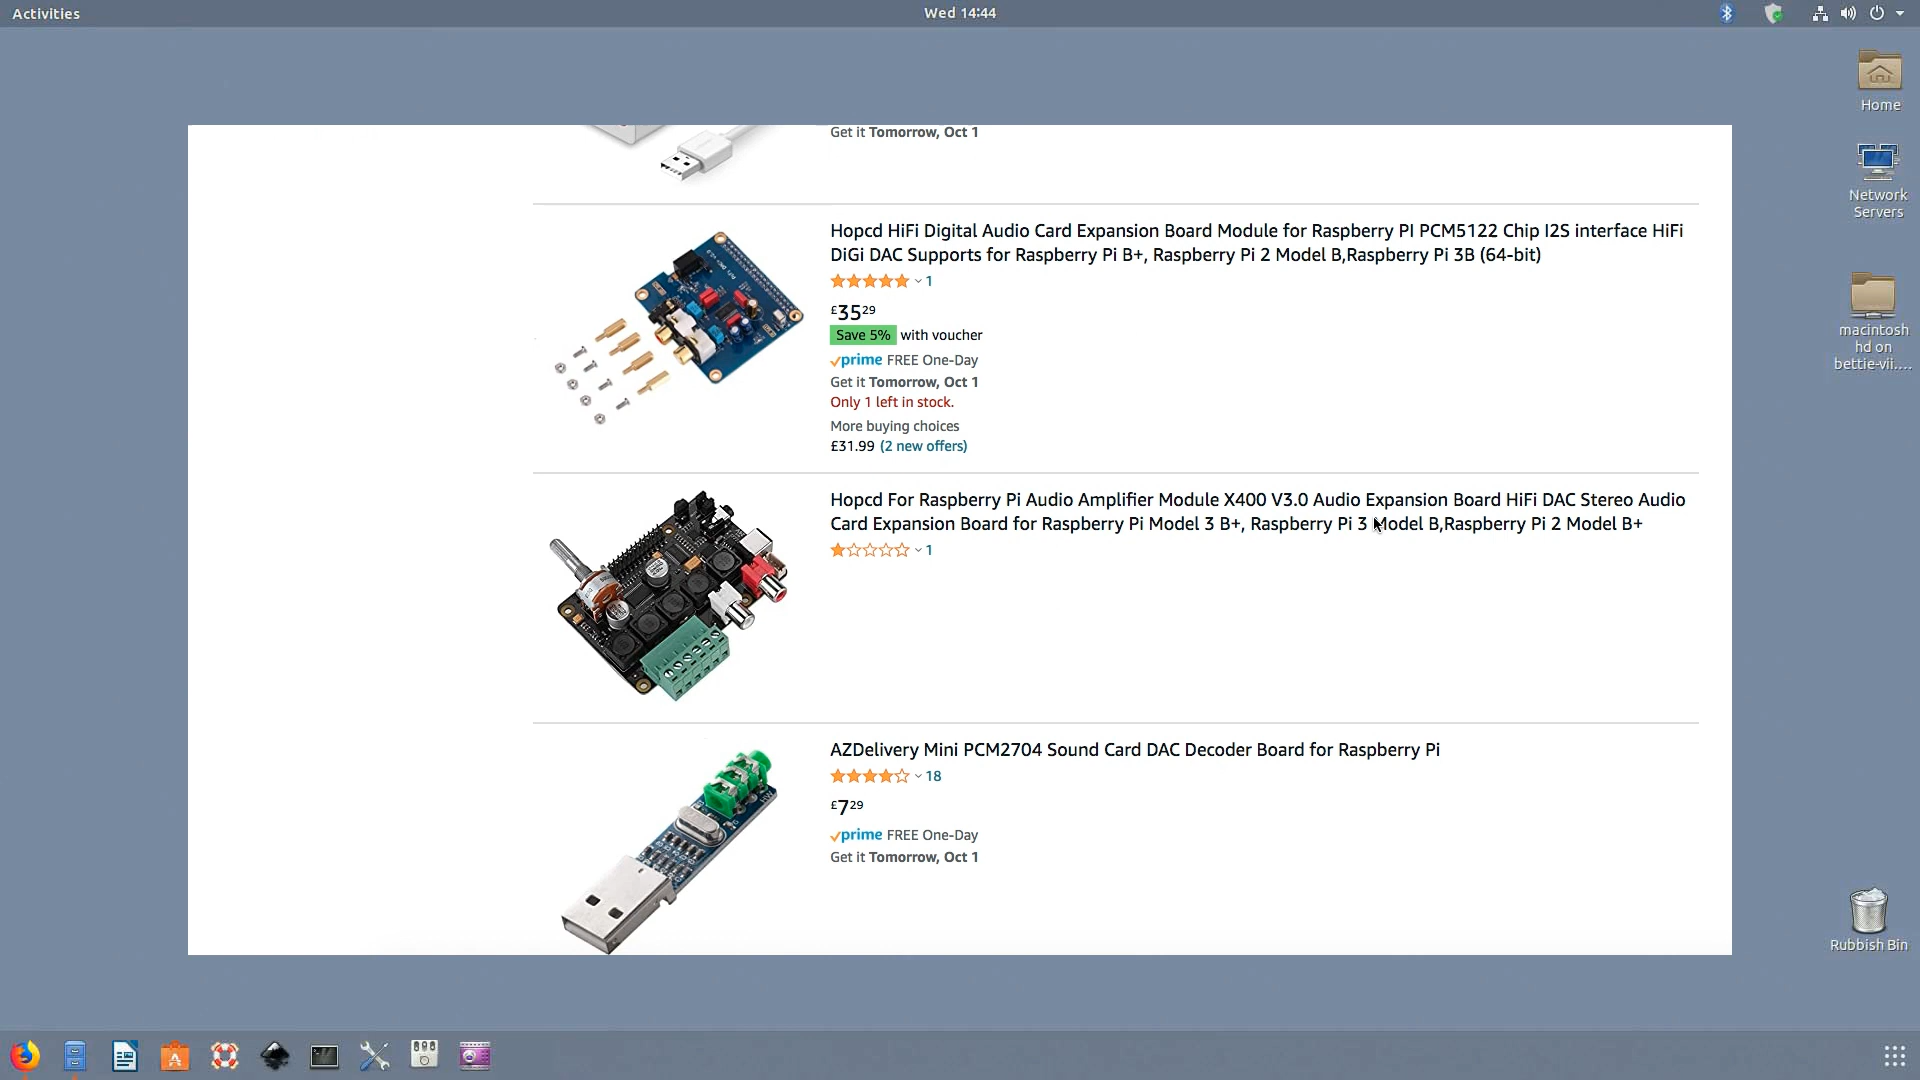 Activities
Wed 14:44
Home
Network
Servers
macintosh
hd on
bettie-vii....
Rubbish Bin
Get it Tomorrow, Oct 1
Hopcd HiFi Digital Audio Card Expansion Board Module for Raspberry PI PCM5122 Chip I2S interface HiFi
DiGi DAC Supports for Raspberry Pi B+, Raspberry Pi 2 Model B,Raspberry Pi 3B (64-bit)
1
£35 29
Save 5% with voucher
prime FREE One-Day
Get it Tomorrow, Oct 1
Only 1 left in stock.
More buying choices
£31.99 (2 new offers)
Hopcd For Raspberry Pi Audio Amplifier Module X400 V3.0 Audio Expansion Board HiFi DAC Stereo Audio
Card Expansion Board for Raspberry Pi Model 3 B+, Raspberry Pi 3 Model B,Raspberry Pi 2 Model B+
1
AZDelivery Mini PCM2704 Sound Card DAC Decoder Board for Raspberry Pi
18
£7 29
prime FREE One-Day
Get it Tomorrow, Oct 1